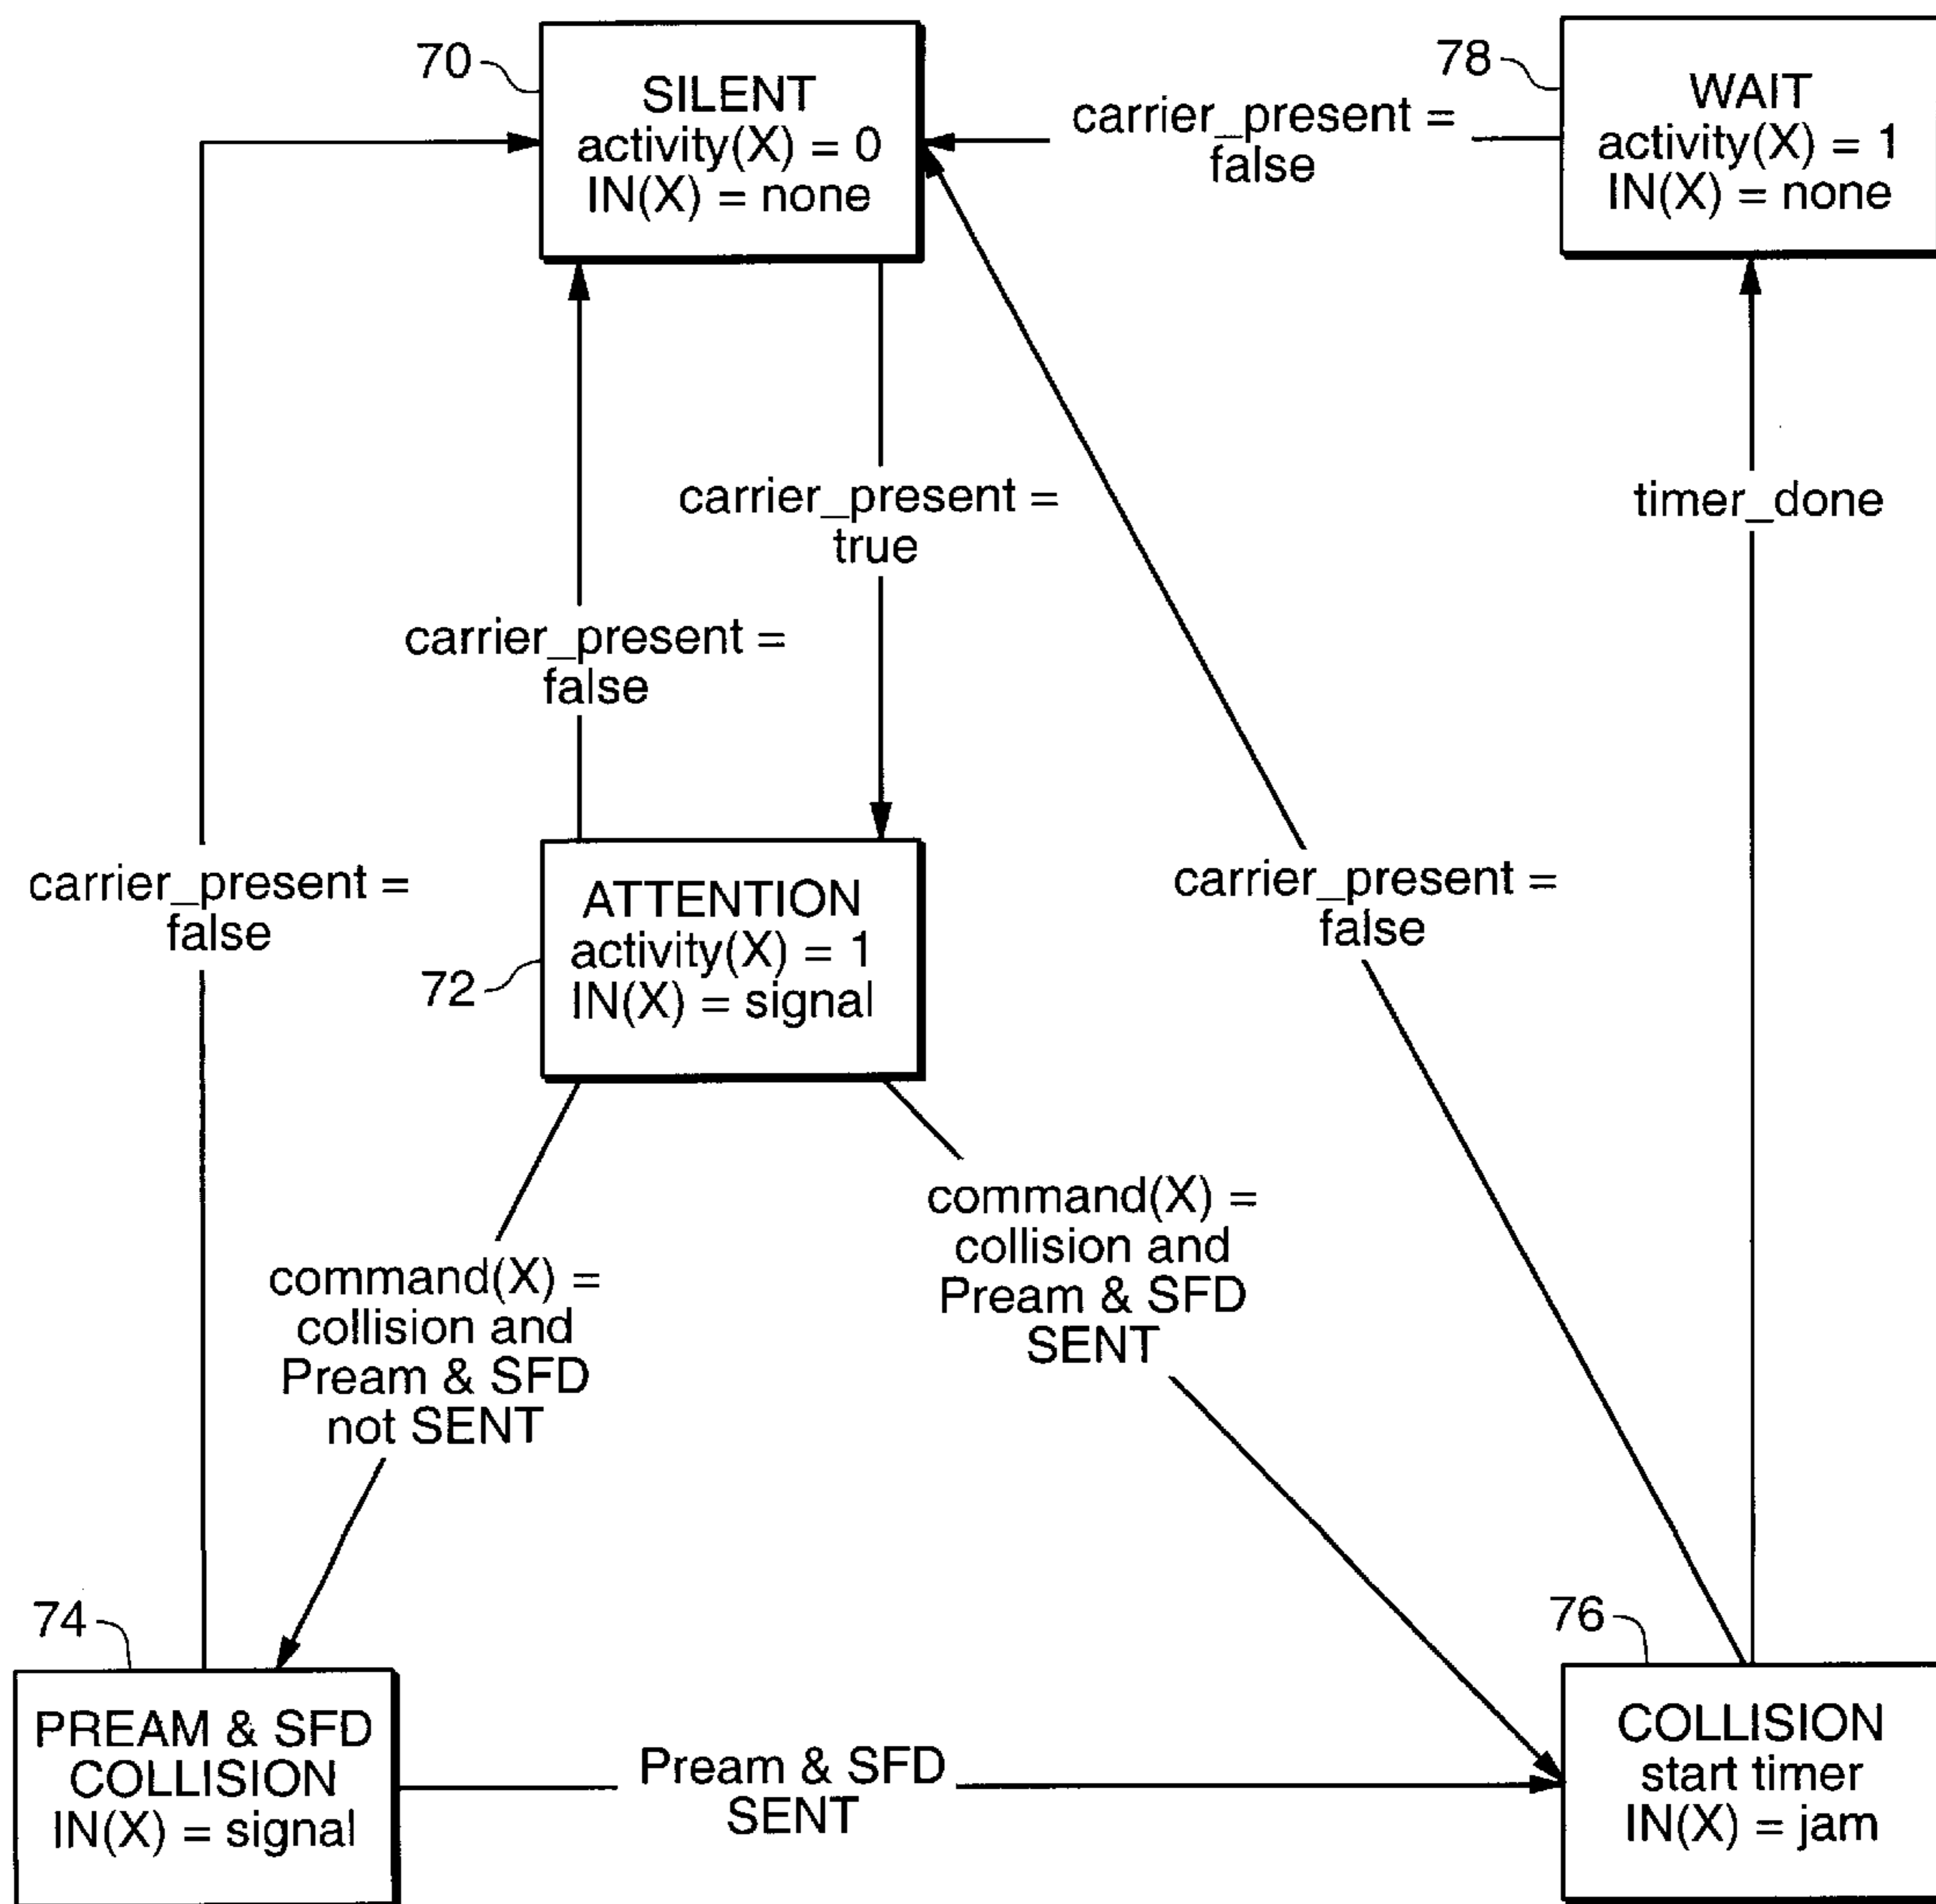 70
SILENT
activity(X) = 0
IN(X) = none
carrier_present =
false
78
WAIT
activity(X) = 1
IN(X) = none
carrier_present =
true
timer_done
carrier_present =
false
carrier_present =
false
72
ATTENTION
activity(X) = 1
IN(X) = signal
carrier_present =
false
command(X) =
collision and
Pream & SFD
not SENT
command(X) =
collision and
Pream & SFD
SENT
74
PREAM & SFD
COLLISION
IN(X) = signal
Pream & SFD
SENT
76
COLLISION
start timer
IN(X) = jam